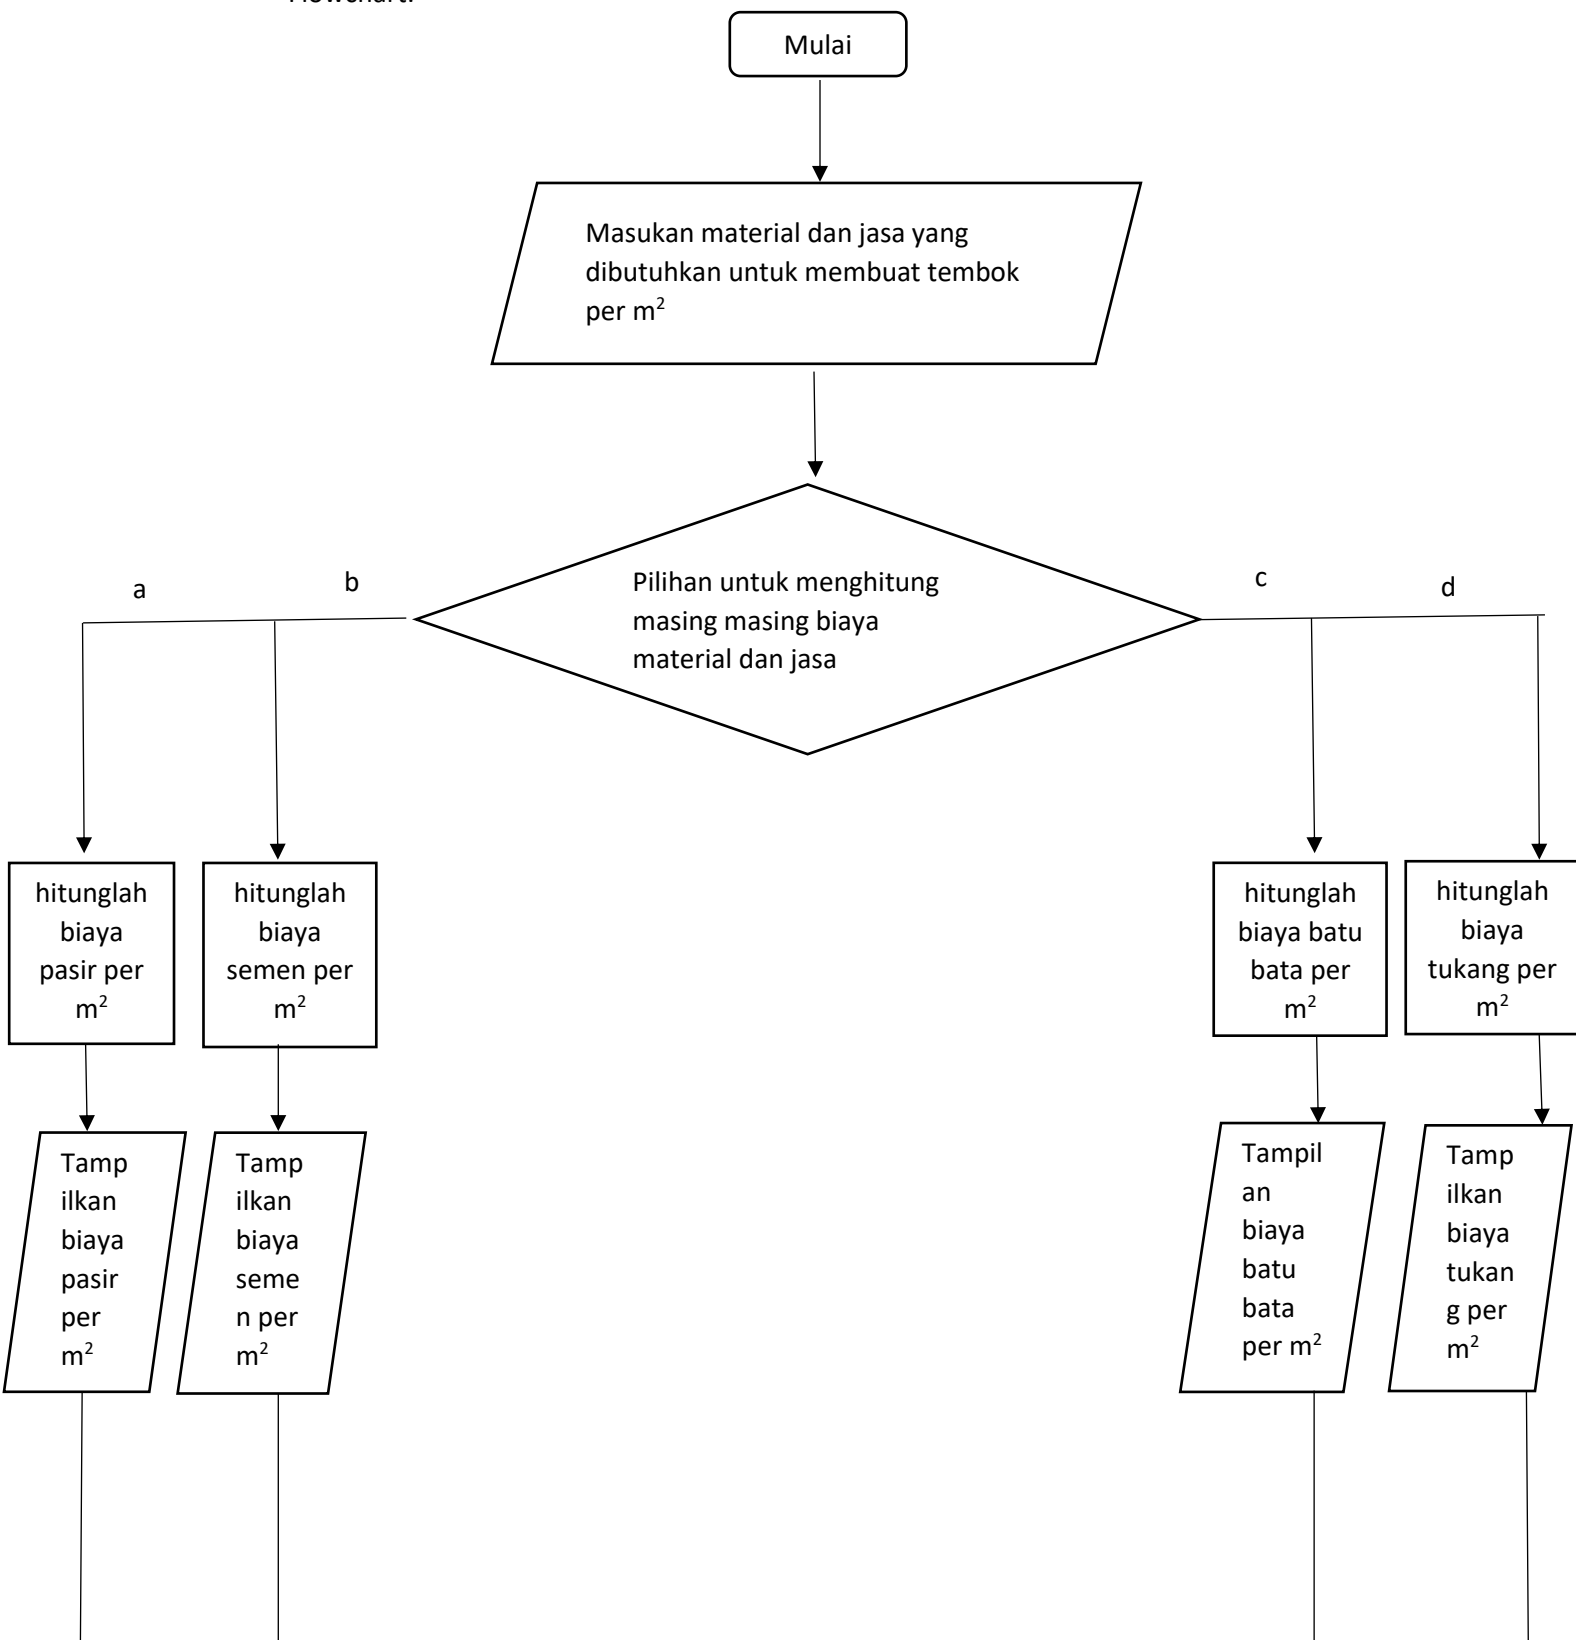 Mulai
Masukan material dan jasa yang
dibutuhkan untuk membuat tembok
per m²
a
b
Pilihan untuk menghitung
masing masing biaya
material dan jasa
c
d
hitunglah
biaya
pasir per
m²
hitunglah
biaya
semen per
m²
hitunglah
biaya batu
bata per
m²
hitunglah
biaya
tukang per
m²
Tamp
ilkan
biaya
pasir
per
m²
Tamp
ilkan
biaya
seme
n per
m²
Tampil
an
biaya
batu
bata
per m²
Tamp
ilkan
biaya
tukan
g per
m²